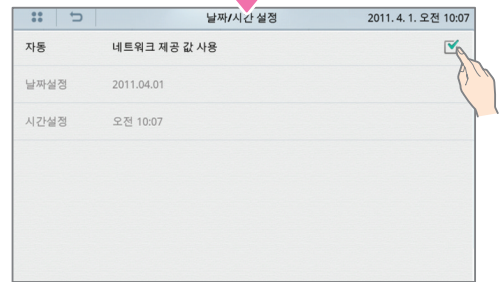 날짜/시간 설정 2011. 4. 1. 오전 10:07
자동 네트워크 제공 값 사용
날짜설정 2011.04.01
시간설정 오전 10:07